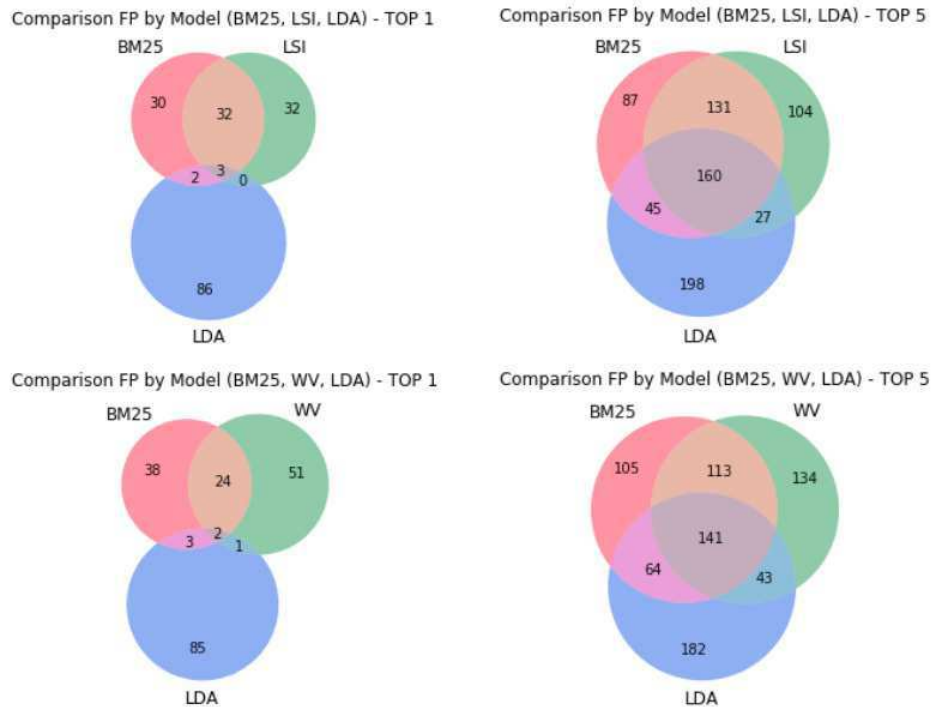 Comparison FP by Model (BM25, LSI, LDA) - TOP 1
BM25
LSI
30
32
32
2
3
0
86
LDA
Comparison FP by Model (BM25, LSI, LDA) - TOP 5
BM25
LSI
87
131
104
160
45
27
198
LDA
Comparison FP by Model (BM25, WV, LDA) - TOP 1
BM25
WV
38
24
51
3
2
1
85
LDA
Comparison FP by Model (BM25, WV, LDA) - TOP 5
BM25
WV
105
113
134
141
64
43
182
LDA